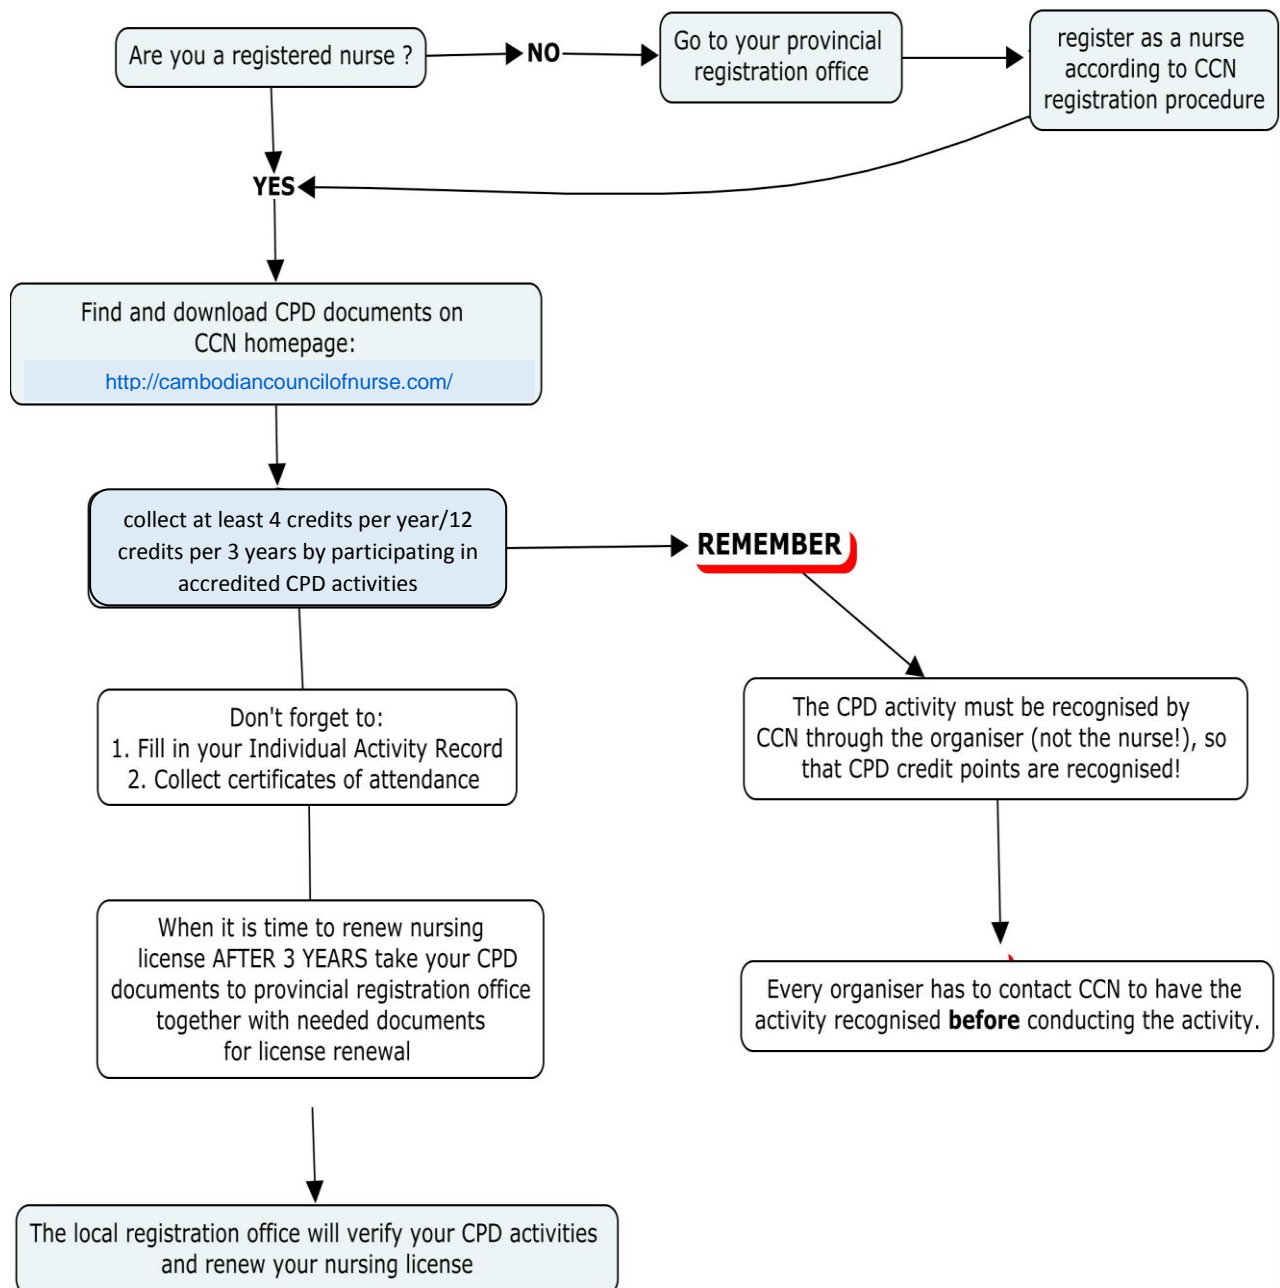 Are you a registered nurse ?
NO
Go to your provincial
registration office
register as a nurse
according to CCN
registration procedure
YES
Find and download CPD documents on
CCN homepage:
http://cambodiancouncilofnurse.com/
collect at least 4 credits per year/12
credits per 3 years by participating in
accredited CPD activities
REMEMBER
Don't forget to:
1. Fill in your Individual Activity Record
2. Collect certificates of attendance
The CPD activity must be recognised by
CCN through the organiser (not the nurse!), so
that CPD credit points are recognised!
When it is time to renew nursing
license AFTER 3 YEARS take your CPD
documents to provincial registration office
together with needed documents
for license renewal
Every organiser has to contact CCN to have the
activity recognised before conducting the activity.
The local registration office will verify your CPD activities
and renew your nursing license